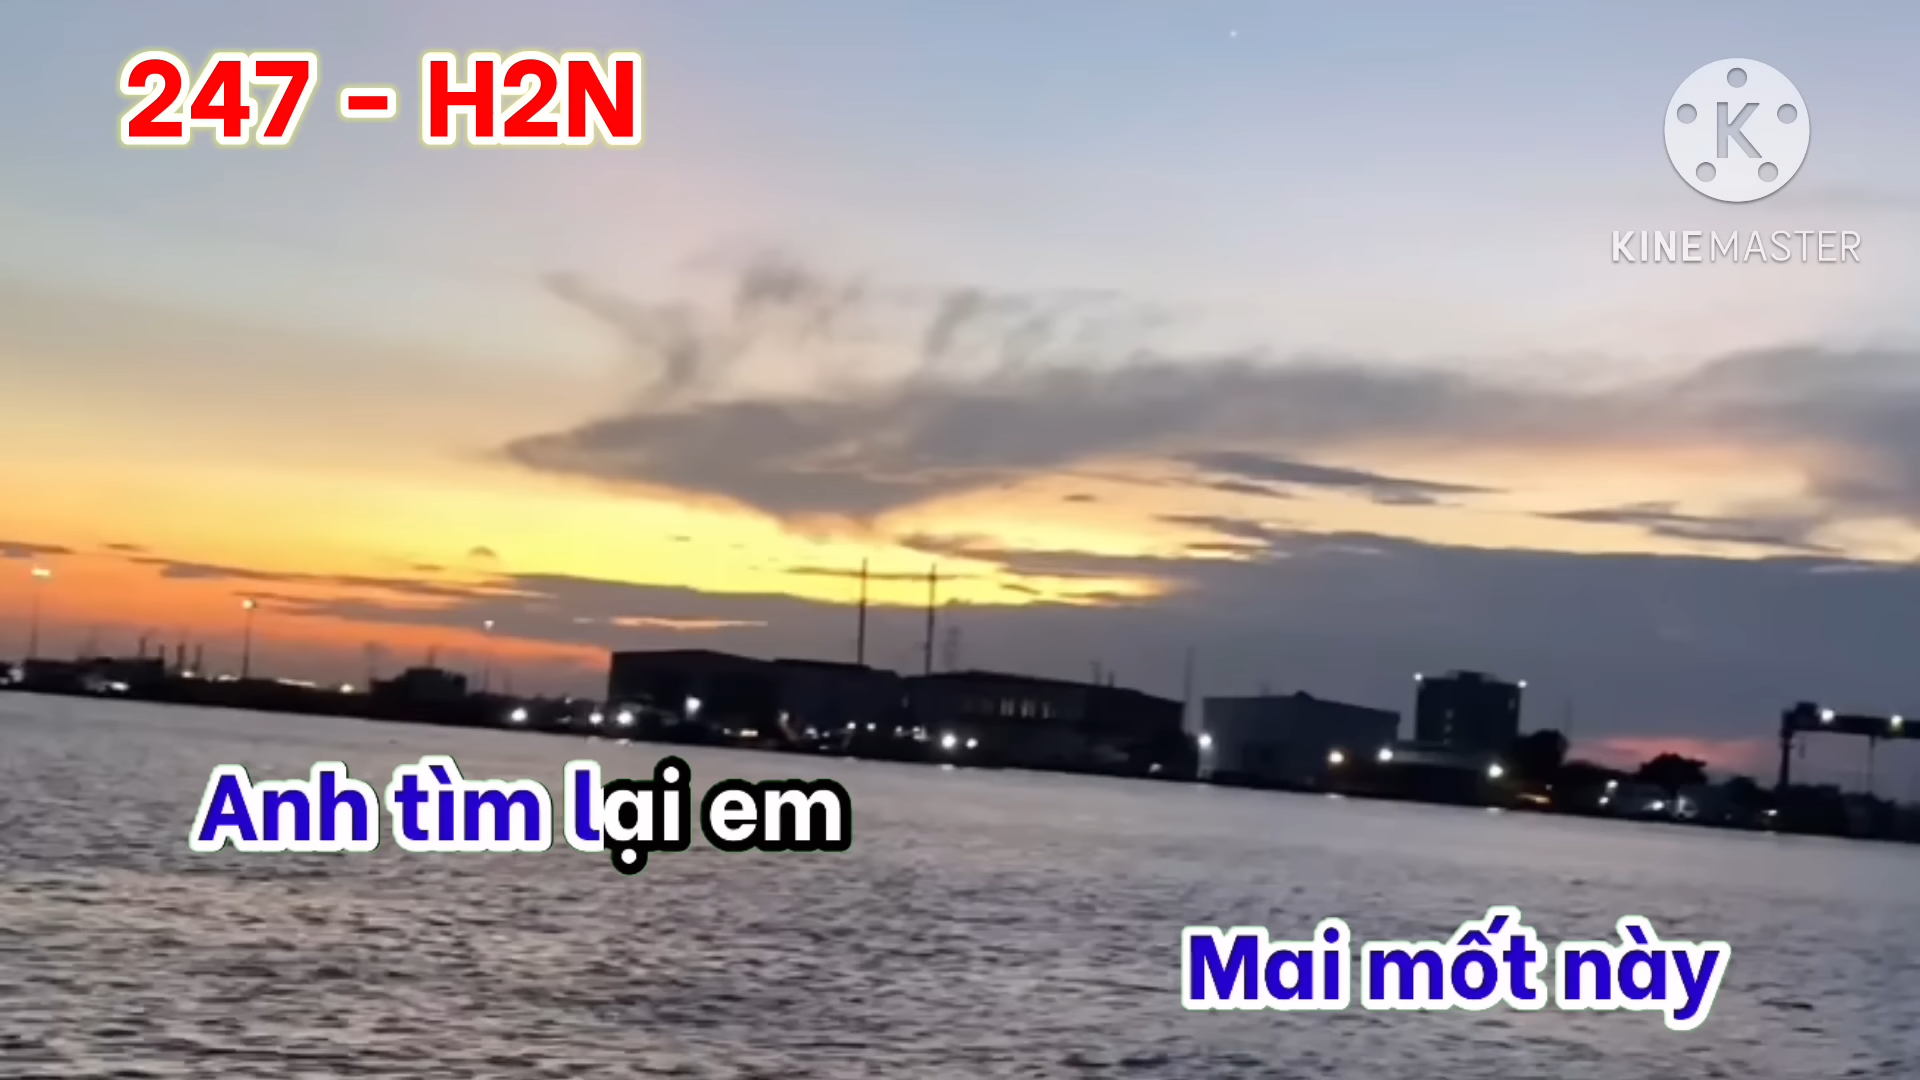 247 - H2N
K
KINEMASTER
Anh tìm lại em
Mai mốt này